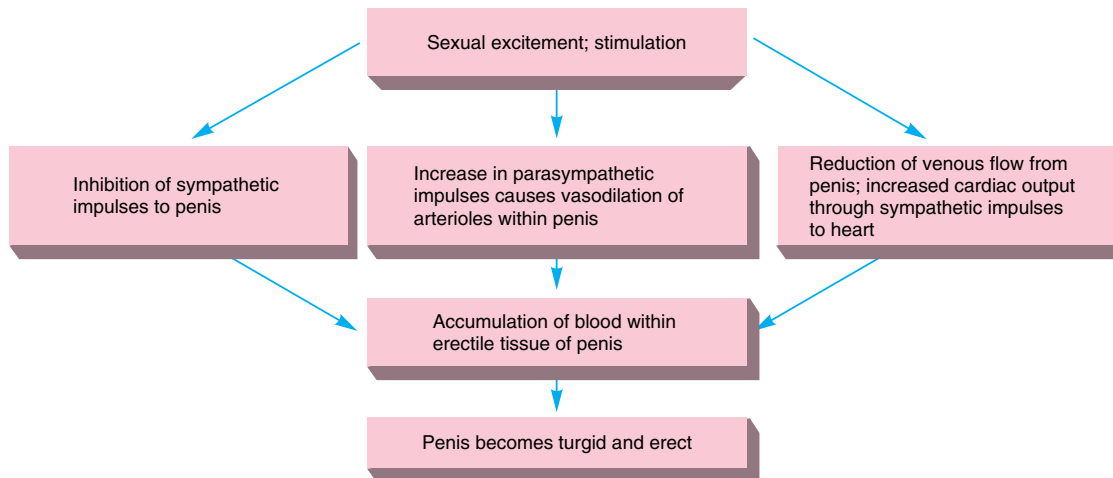 Sexual excitement; stimulation
Inhibition of sympathetic
impulses to penis
Increase in parasympathetic
impulses causes vasodilation of
arterioles within penis
Reduction of venous flow from
penis; increased cardiac output
through sympathetic impulses
to heart
Accumulation of blood within
erectile tissue of penis
Penis becomes turgid and erect